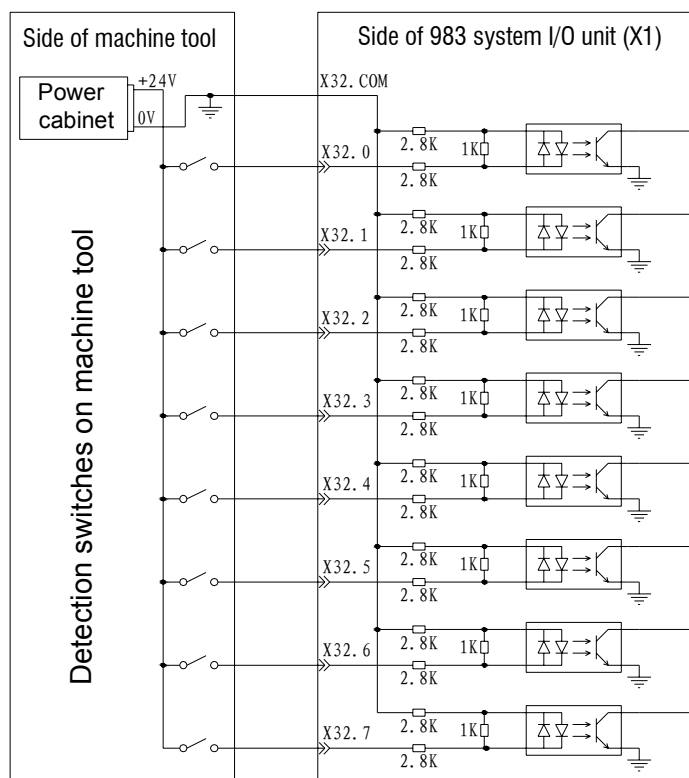 Side of machine tool
Side of 983 system I/O unit (X1)
Power
cabinet
+24V
0V
Detection switches on machine tool
X32.COM
2.8K
1K
X32.0
2.8K
2.8K
1K
X32.1
2.8K
2.8K
1K
X32.2
2.8K
2.8K
1K
X32.3
2.8K
2.8K
1K
X32.4
2.8K
2.8K
1K
X32.5
2.8K
2.8K
1K
X32.6
2.8K
2.8K
1K
X32.7
2.8K